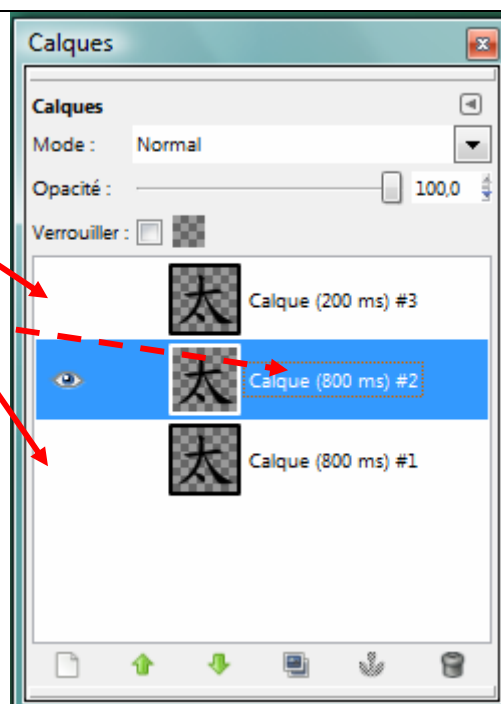 Calques
Calques
Mode : Normal
Opacité : 100,0
Verrouiller :
太 Calque (200 ms) #3
太 Calque (800 ms) #2
太 Calque (800 ms) #1